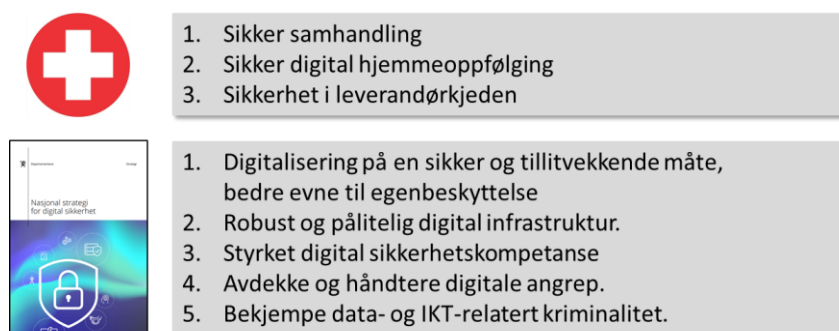 1. Sikker samhandling
2. Sikker digital hjemmeoppfølging
3. Sikkerhet i leverandørkjeden
Departementene
Strategi
Nasjonal strategi
for digital sikkerhet
1. Digitalisering på en sikker og tillitvekkende måte,
bedre evne til egenbeskyttelse
2. Robust og pålitelig digital infrastruktur.
3. Styrket digital sikkerhetskompetanse
4. Avdekke og håndtere digitale angrep.
5. Bekjempe data- og IKT-relatert kriminalitet.